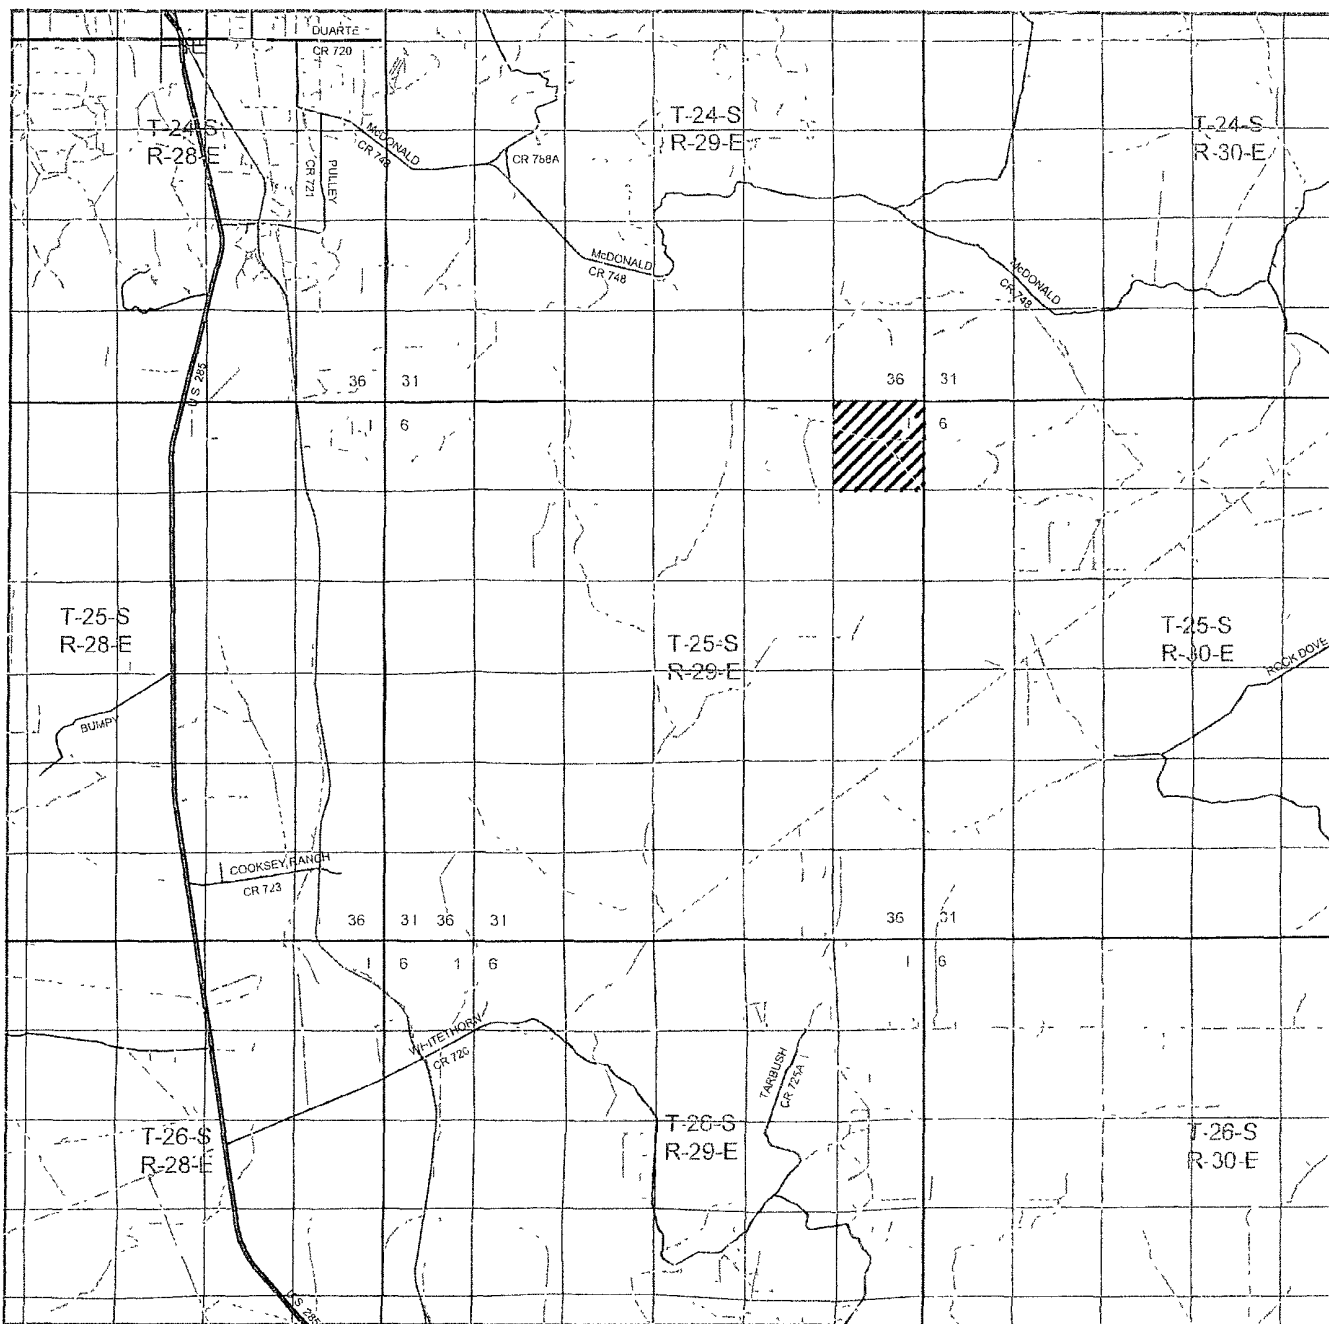 DUARTE
CR 720
T-24-S
R-28-E
McDONALD
CR 748
CR 788A
T-24-S
R-29-E
T-24-S
R-30-E
CR 721
PULLEY
McDONALD
CR 748
McDONALD
CR 748
U S 285
36 31
36 31
1 6
1 6
T-25-S
R-28-E
T-25-S
R-29-E
T-25-S
R-30-E
ROCK DOVE
BUMPY
COOKSEY RANCH
CR 723
36 31 36 31
36 31
1 6 1 6
1 6
WHITETHORN
CR 720
TARBUSH
CR 725A
T-26-S
R-28-E
T-26-S
R-29-E
T-26-S
R-30-E
U.S. 285